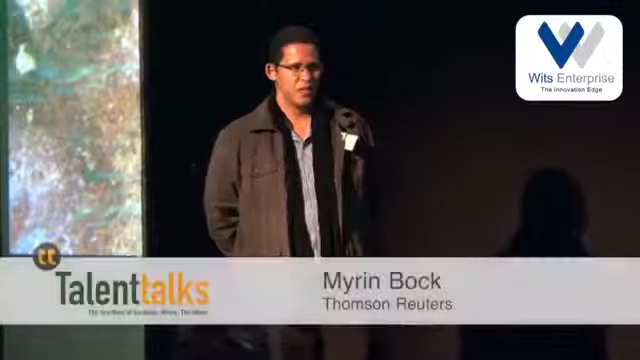 Wits Enterprise
The Innovation Edge
tt
Talenttalks
Myrin Bock
Thomson Reuters